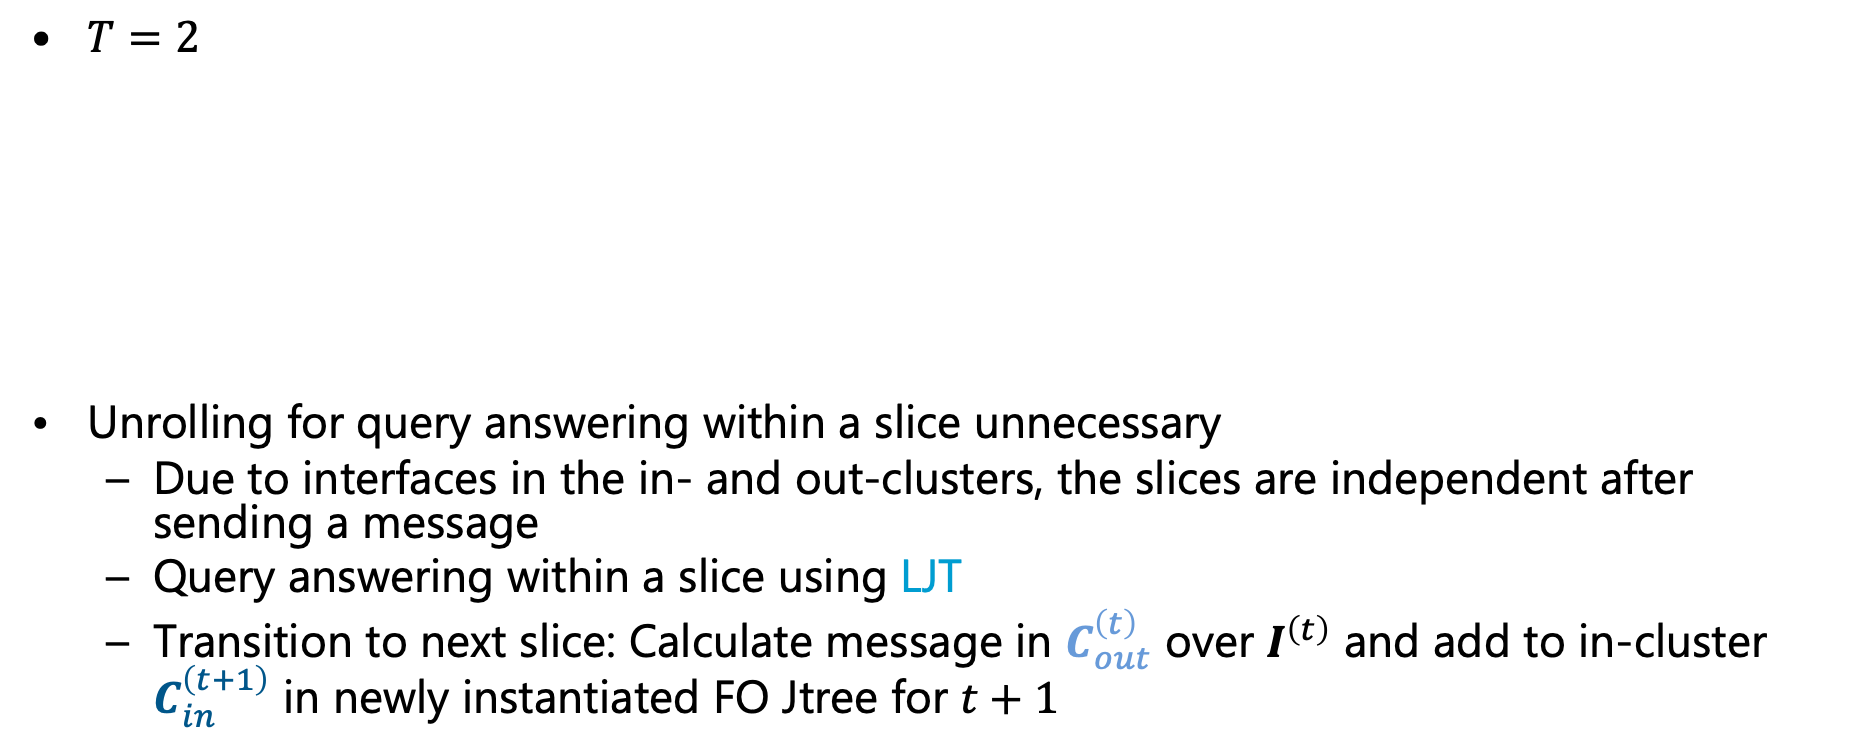 • T = 2
• Unrolling for query answering within a slice unnecessary
– Due to interfaces in the in- and out-clusters, the slices are independent after
sending a message
– Query answering within a slice using LJT
– Transition to next slice: Calculate message in C_out^(t) over I^(t) and add to in-cluster
C_in^(t+1) in newly instantiated FO Jtree for t + 1